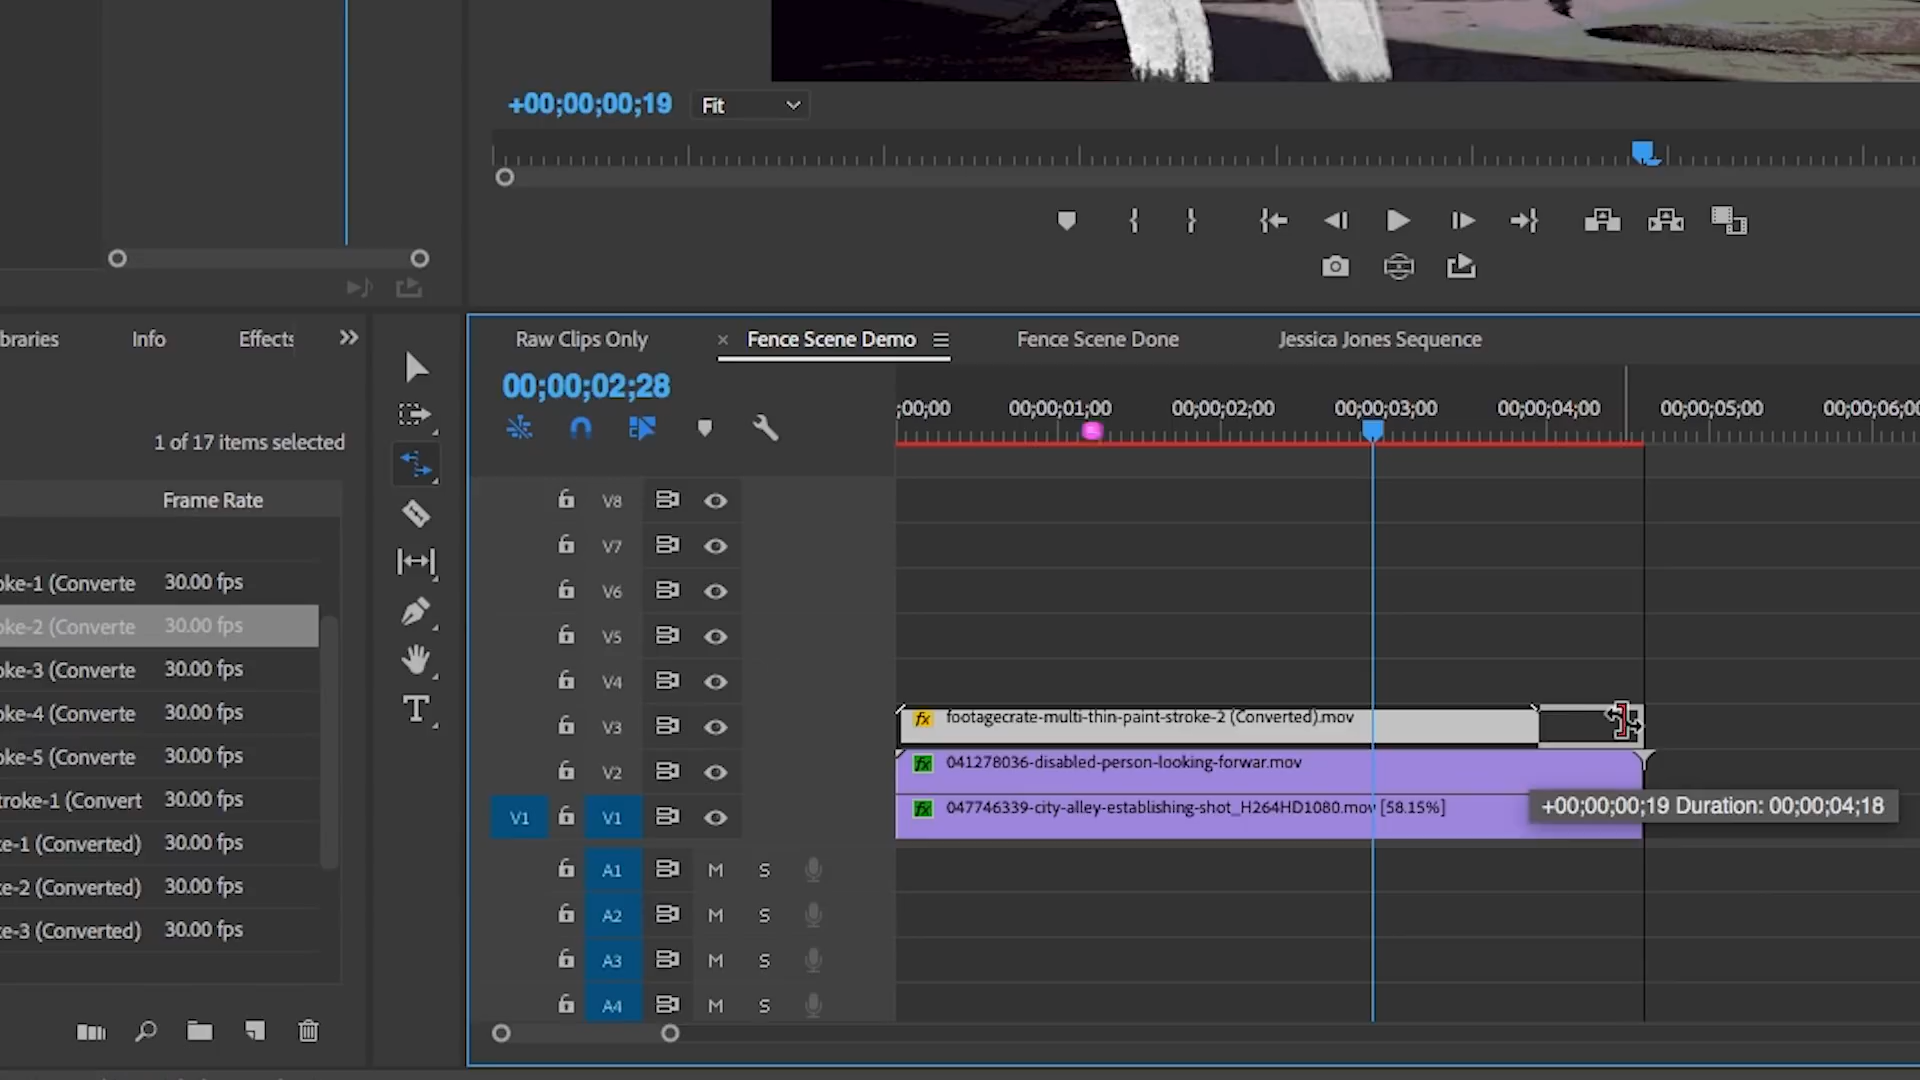 +00;00;00;19 Fit
braries Info Effects
Raw Clips Only × Fence Scene Demo Fence Scene Done Jessica Jones Sequence
00;00;02;28
;00;00 00;00;01;00 00;00;02;00 00;00;03;00 00;00;04;00 00;00;05;00 00;00;06;00
1 of 17 items selected
Frame Rate
oke-1 (Converte 30.00 fps
oke-2 (Converte 30.00 fps
oke-3 (Converte 30.00 fps
oke-4 (Converte 30.00 fps
oke-5 (Converte 30.00 fps
troke-1 (Convert 30.00 fps
e-1 (Converted) 30.00 fps
ke-2 (Converted) 30.00 fps
ke-3 (Converted) 30.00 fps
V8
V7
V6
V5
V4
V3 fx footagecrate-multi-thin-paint-stroke-2 (Converted).mov
V2 fx 041278036-disabled-person-looking-forwar.mov
V1 V1 fx 047746339-city-alley-establishing-shot_H264HD1080.mov [58.15%]
+00;00;00;19 Duration: 00;00;04;18
A1 M S
A2 M S
A3 M S
A4 M S